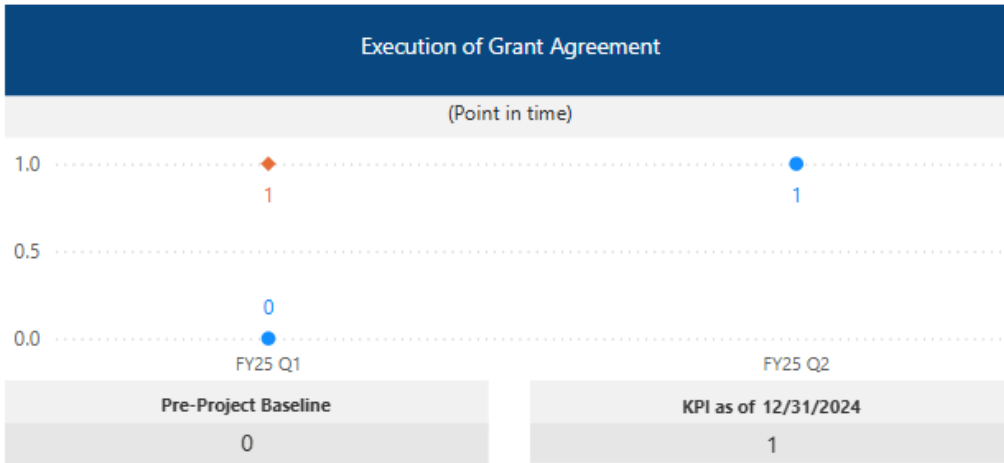 Execution of Grant Agreement
(Point in time)
1.0
1
1
0.5
0
0.0
FY25 Q1
FY25 Q2
Pre-Project Baseline
KPI as of 12/31/2024
0
1